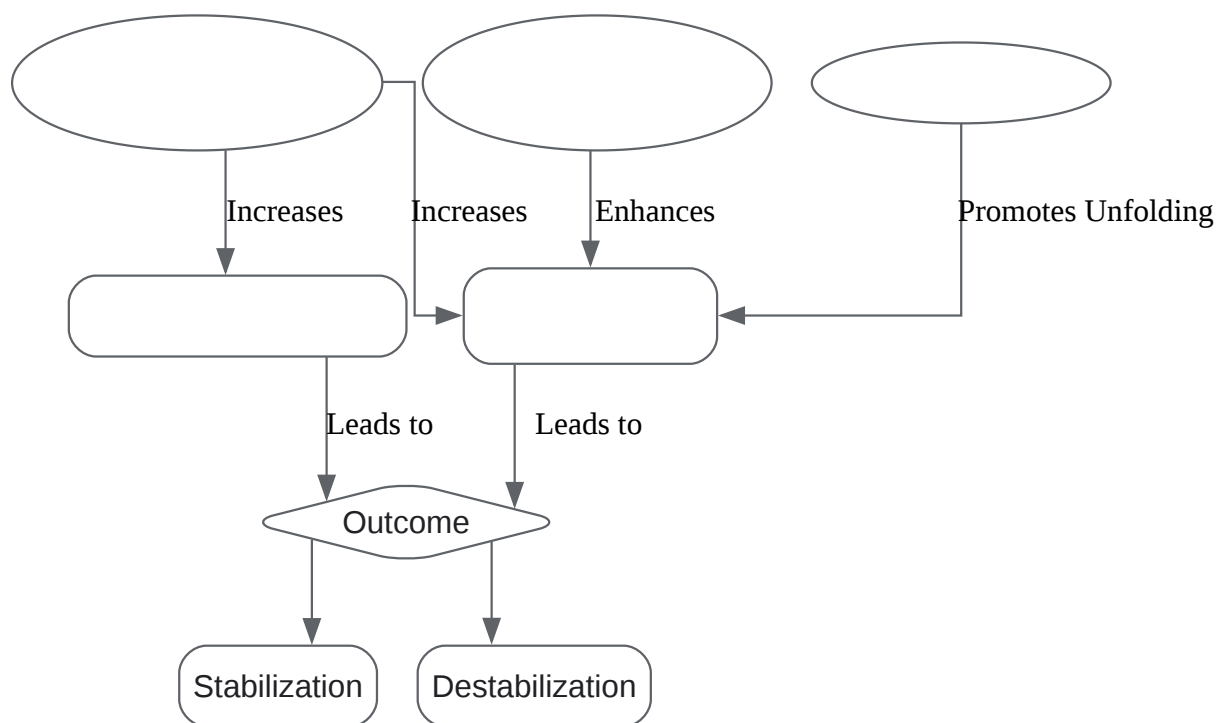 Increases
Increases
Enhances
Promotes Unfolding
Leads to
Leads to
Outcome
Stabilization
Destabilization